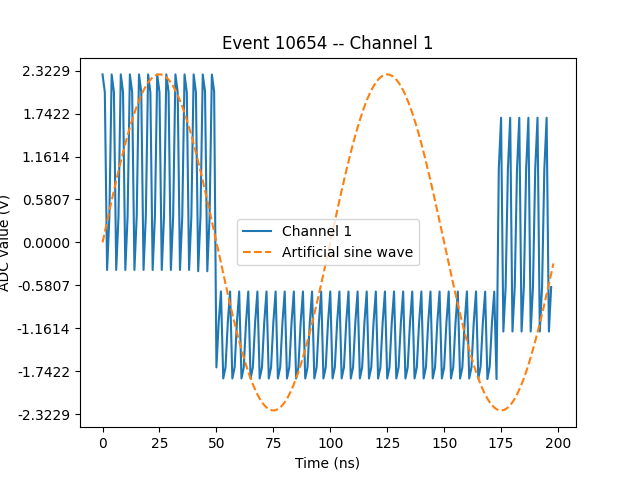 Event 10654 -- Channel 1
2.3229
1.7422
1.1614
0.5807
0.0000
-0.5807
-1.1614
-1.7422
-2.3229
ADC Value (V)
Channel 1
Artificial sine wave
0 25 50 75 100 125 150 175 200
Time (ns)